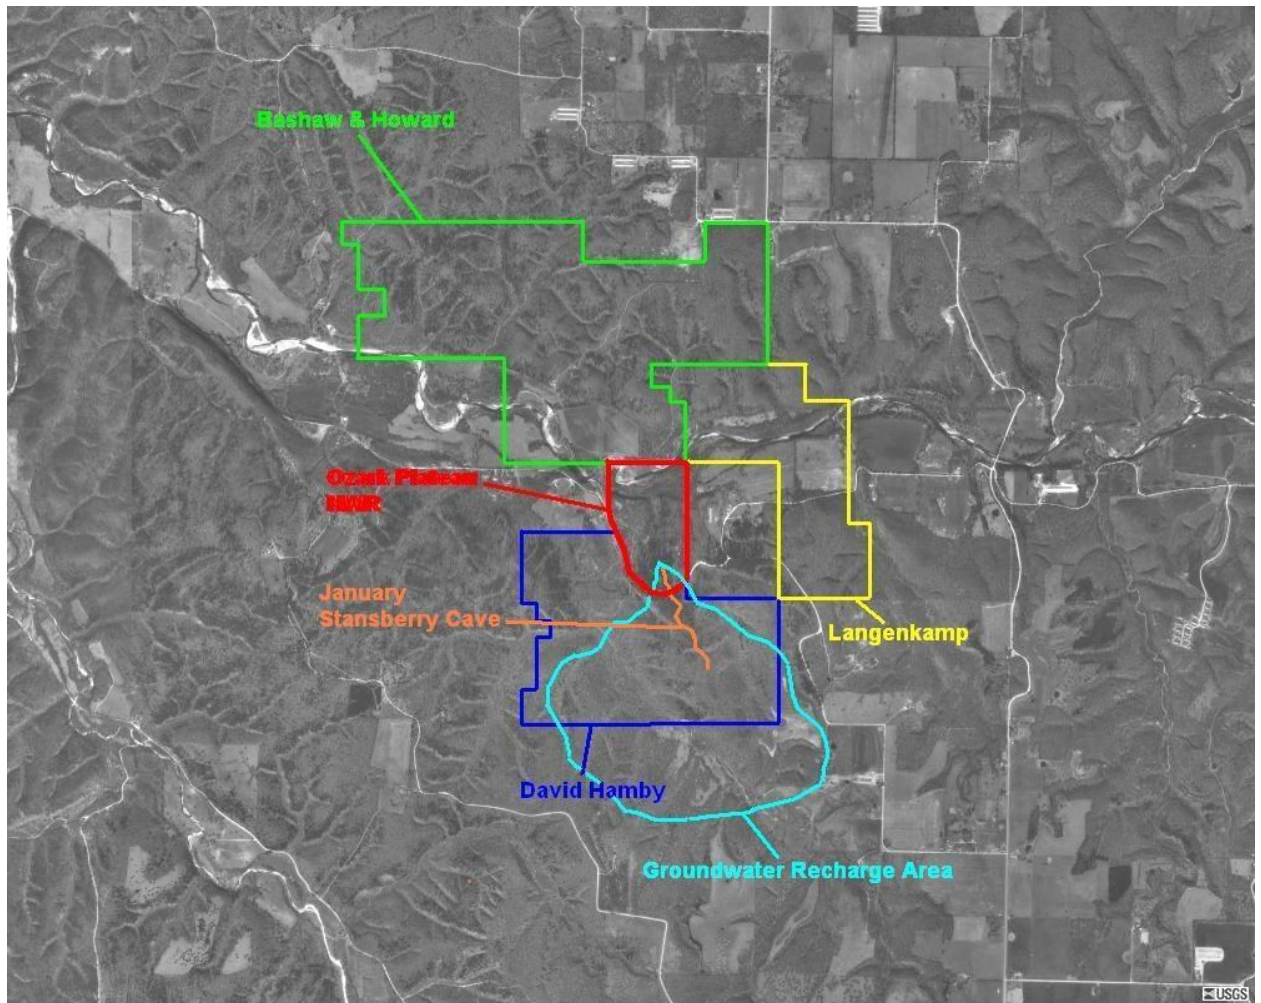 Bashaw & Howard
Ozark Plateau
NWR
January
Stansberry Cave
Langenkamp
David Hamby
Groundwater Recharge Area
USGS